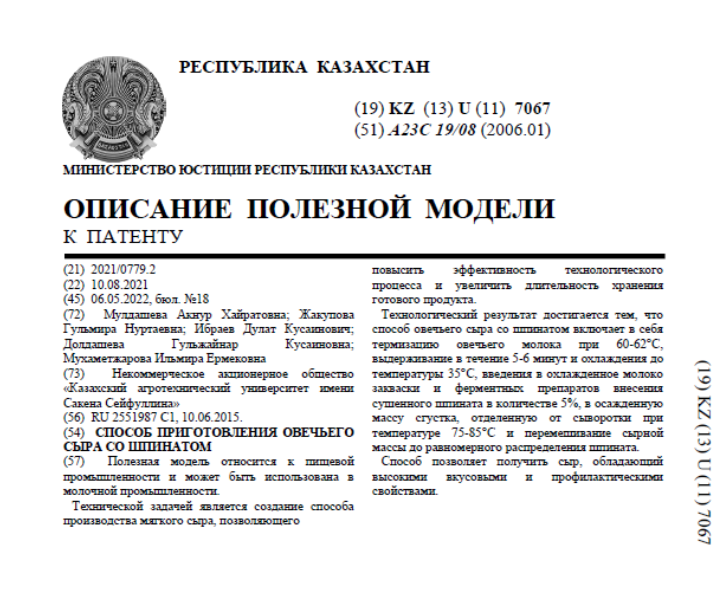 РЕСПУБЛИКА КАЗАХСТАН
(19) KZ (13) U (11) 7067
(51) A23C 19/08 (2006.01)
МИНИСТЕРСТВО ЮСТИЦИИ РЕСПУБЛИКИ КАЗАХСТАН
ОПИСАНИЕ ПОЛЕЗНОЙ МОДЕЛИ
К ПАТЕНТУ
(21) 2021/0779.2
(22) 10.08.2021
(45) 06.05.2022, бюл. №18
(72) Мулдашева Акнур Хайратовна; Жакупова
Гульмира Нуртаевна; Ибраев Дулат Кусаинович;
Долдашева Гульжайнар Кусаиновна;
Мухаметжарова Ильмира Ермековна
(73) Некоммерческое акционерное общество
«Казахский агротехнический университет имени
Сакена Сейфуллина»
(56) RU 2551987 C1, 10.06.2015.
(54) СПОСОБ ПРИГОТОВЛЕНИЯ ОВЕЧЬЕГО
СЫРА СО ШПИНАТОМ
(57) Полезная модель относится к пищевой
промышленности и может быть использована в
молочной промышленности.
Технической задачей является создание способа
производства мягкого сыра, позволяющего
повысить эффективность технологического
процесса и увеличить длительность хранения
готового продукта.
Технологический результат достигается тем, что
способ овечьего сыра со шпинатом включает в себя
термизацию овечьего молока при 60-62°C,
выдерживание в течение 5-6 минут и охлаждения до
температуры 35°C, введения в охлажденное молоко
закваски и ферментных препаратов внесения
сушенного шпината в количестве 5%, в осажденную
массу сгустка, отделенную от сыворотки при
температуре 75-85°C и перемешивание сырной
массы до равномерного распределения шпината.
Способ позволяет получить сыр, обладающий
высокими вкусовыми и профилактическими
свойствами.
(19) KZ (13) U (11) 7067